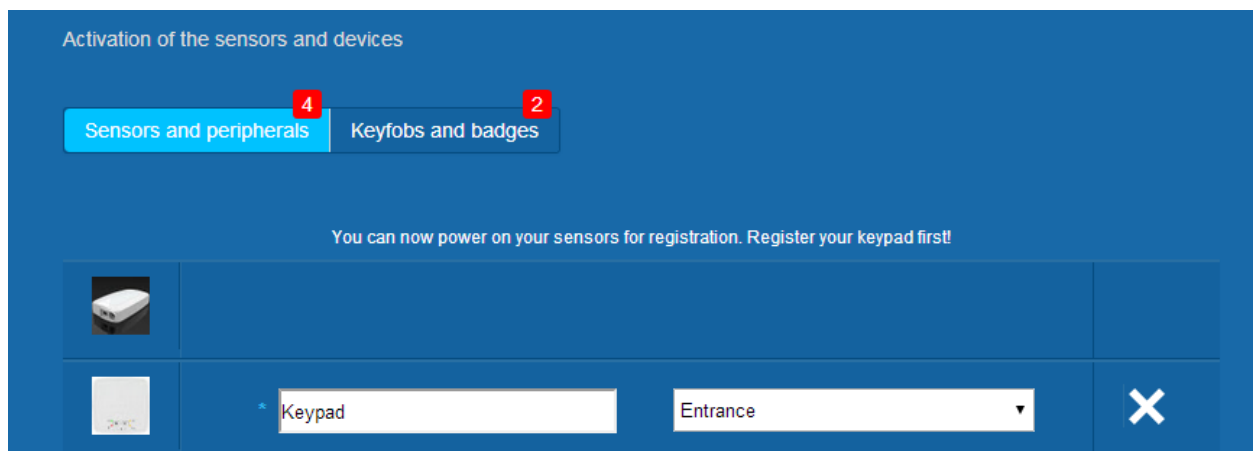 Activation of the sensors and devices
4
2
Sensors and peripherals
Keyfobs and badges
You can now power on your sensors for registration. Register your keypad first!
* Keypad
Entrance